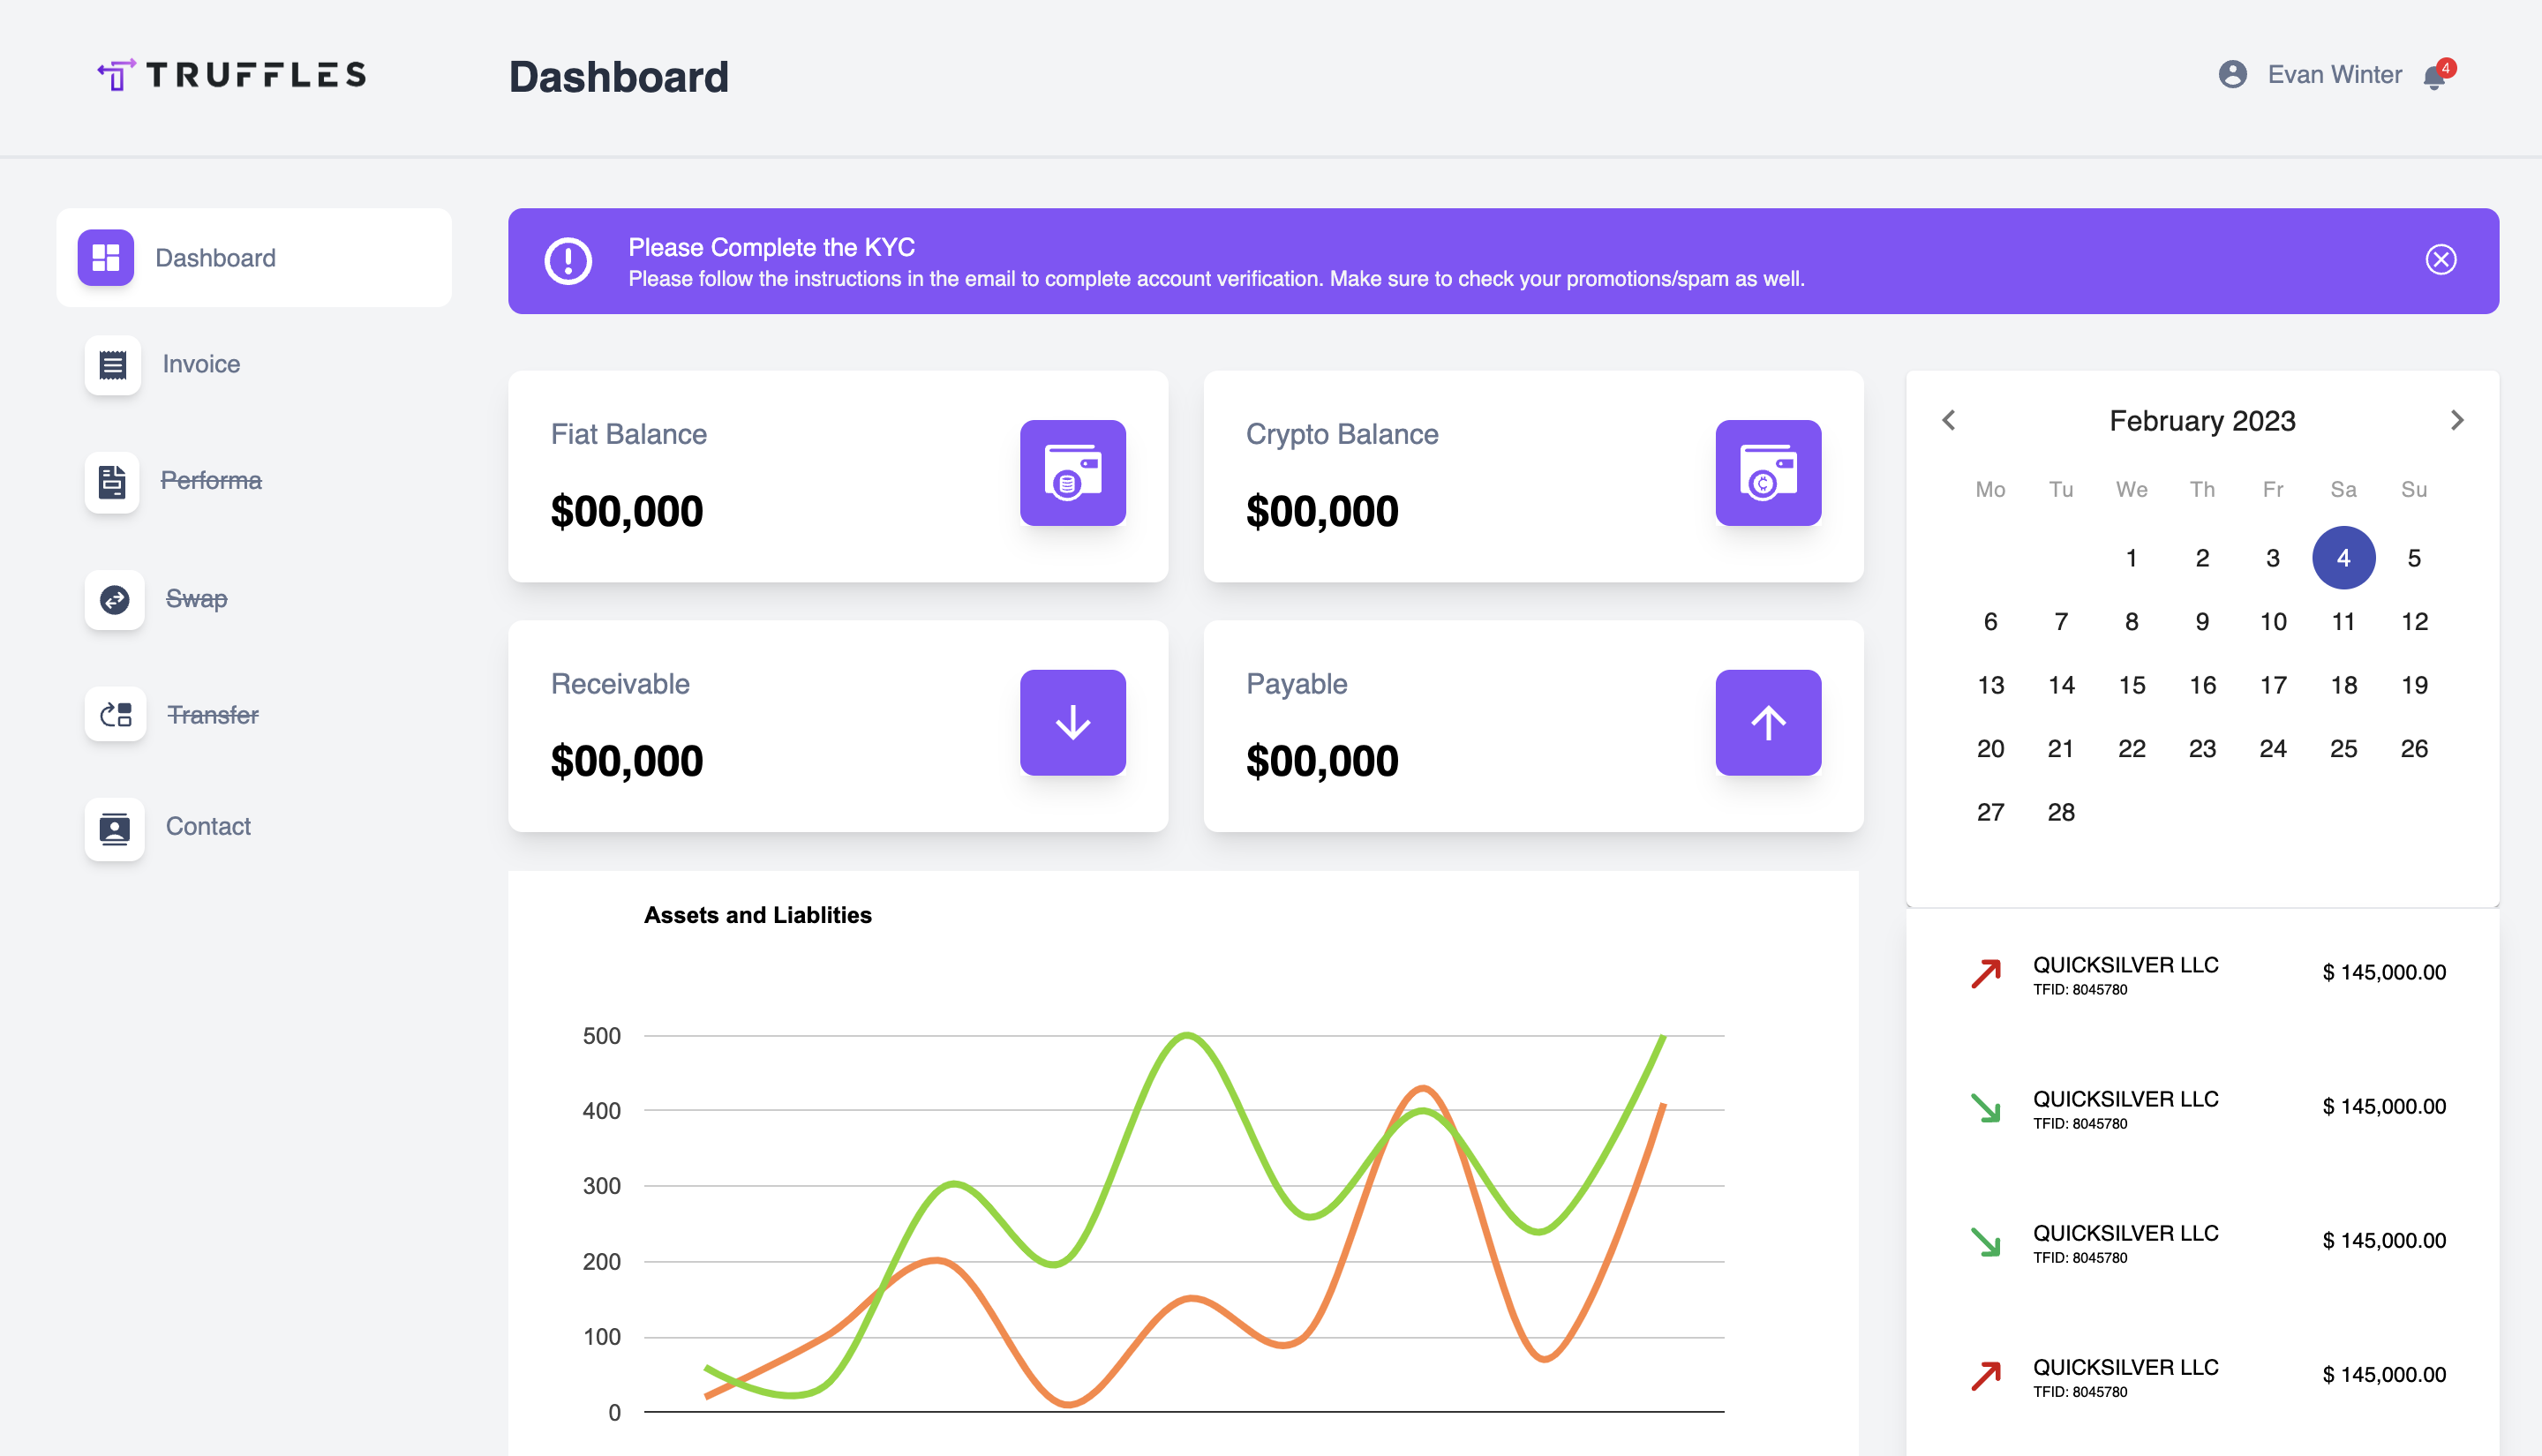 TRUFFLES
Dashboard
Evan Winter
4
Dashboard
Invoice
Performa
Swap
Transfer
Contact
Please Complete the KYC
Please follow the instructions in the email to complete account verification. Make sure to check your promotions/spam as well.
Fiat Balance
$00,000
Crypto Balance
$00,000
Receivable
$00,000
Payable
$00,000
Assets and Liablities
500
400
300
200
100
0
February 2023
Mo Tu We Th Fr Sa Su
1 2 3 4 5
6 7 8 9 10 11 12
13 14 15 16 17 18 19
20 21 22 23 24 25 26
27 28
QUICKSILVER LLC $ 145,000.00
TFID: 8045780
QUICKSILVER LLC $ 145,000.00
TFID: 8045780
QUICKSILVER LLC $ 145,000.00
TFID: 8045780
QUICKSILVER LLC $ 145,000.00
TFID: 8045780